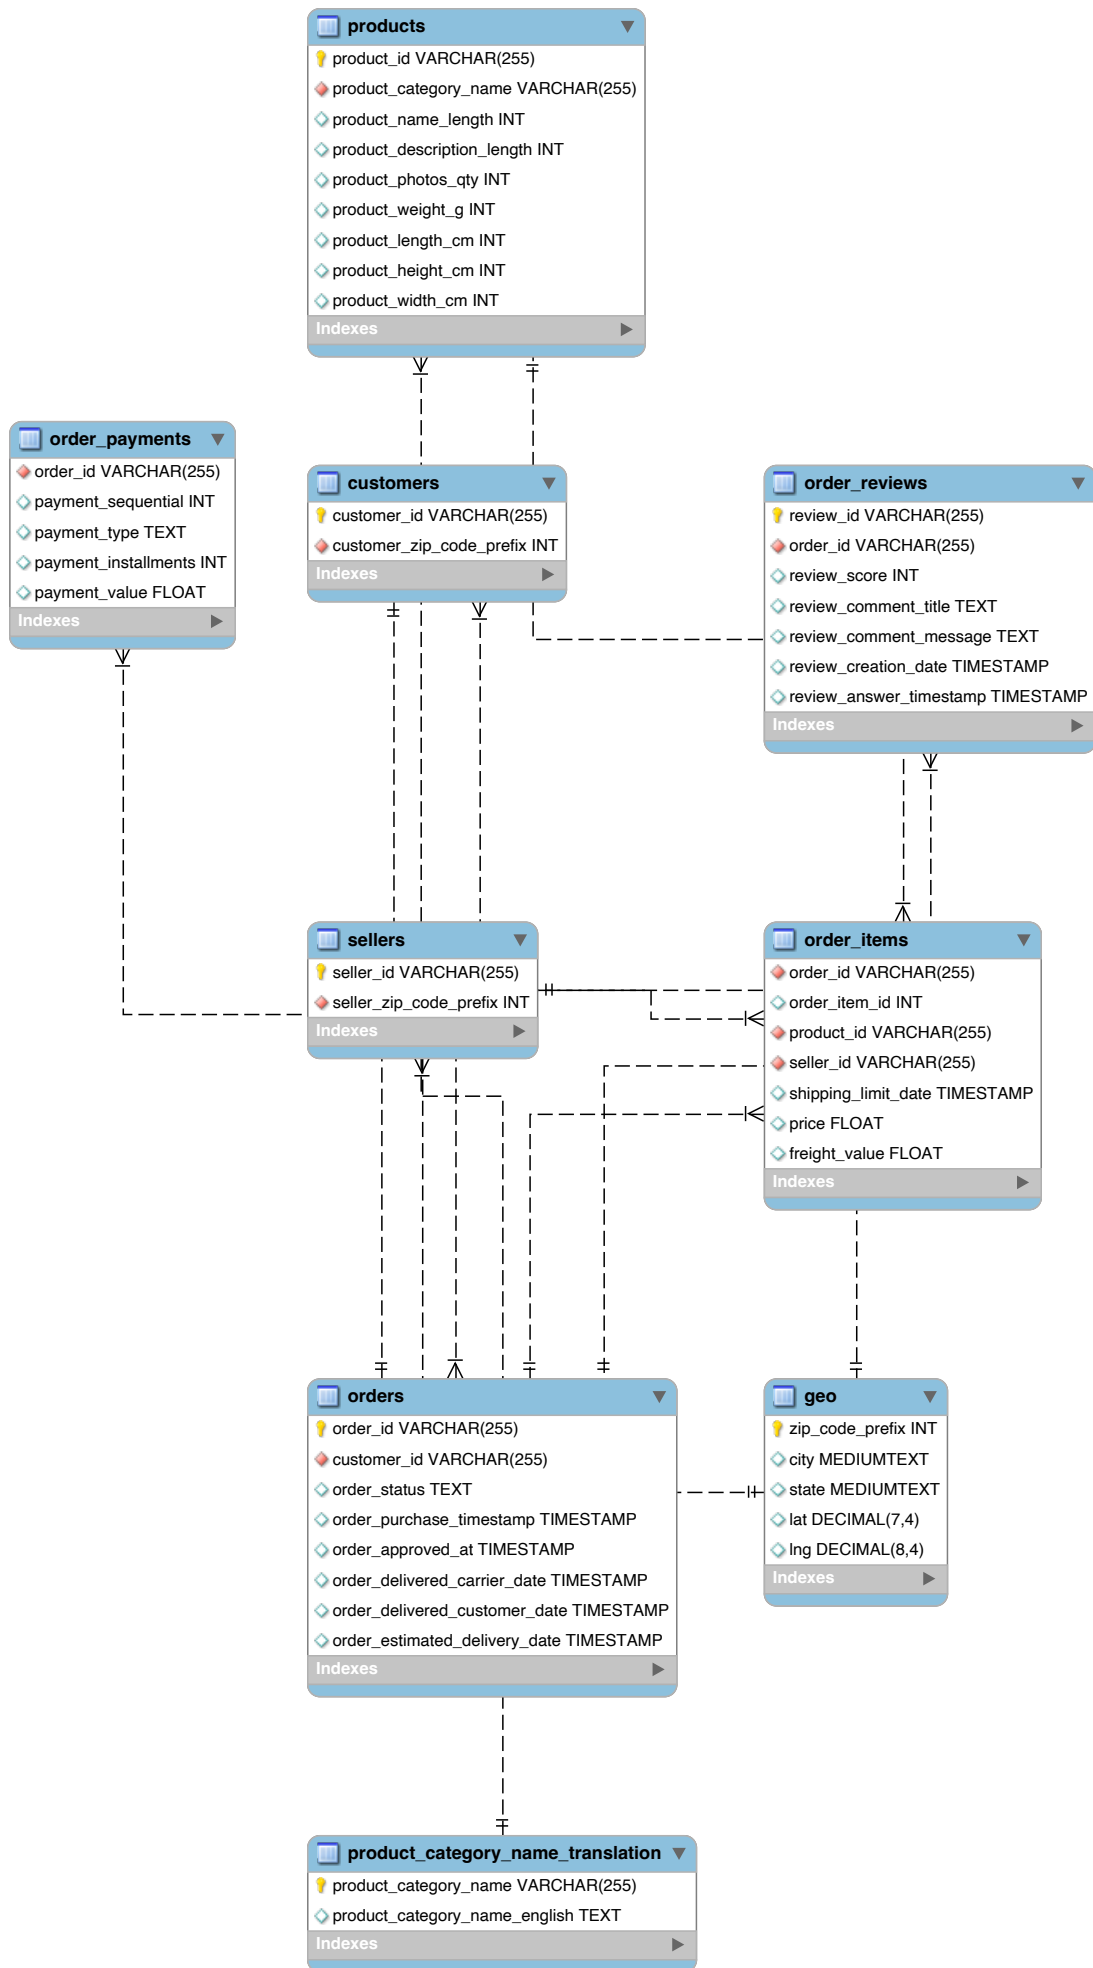 products
product_id VARCHAR(255)
product_category_name VARCHAR(255)
product_name_length INT
product_description_length INT
product_photos_qty INT
product_weight_g INT
product_length_cm INT
product_height_cm INT
product_width_cm INT
Indexes
order_payments
order_id VARCHAR(255)
payment_sequential INT
payment_type TEXT
payment_installments INT
payment_value FLOAT
Indexes
customers
customer_id VARCHAR(255)
customer_zip_code_prefix INT
Indexes
order_reviews
review_id VARCHAR(255)
order_id VARCHAR(255)
review_score INT
review_comment_title TEXT
review_comment_message TEXT
review_creation_date TIMESTAMP
review_answer_timestamp TIMESTAMP
Indexes
sellers
seller_id VARCHAR(255)
seller_zip_code_prefix INT
Indexes
order_items
order_id VARCHAR(255)
order_item_id INT
product_id VARCHAR(255)
seller_id VARCHAR(255)
shipping_limit_date TIMESTAMP
price FLOAT
freight_value FLOAT
Indexes
orders
order_id VARCHAR(255)
customer_id VARCHAR(255)
order_status TEXT
order_purchase_timestamp TIMESTAMP
order_approved_at TIMESTAMP
order_delivered_carrier_date TIMESTAMP
order_delivered_customer_date TIMESTAMP
order_estimated_delivery_date TIMESTAMP
Indexes
geo
zip_code_prefix INT
city MEDIUMTEXT
state MEDIUMTEXT
lat DECIMAL(7,4)
lng DECIMAL(8,4)
Indexes
product_category_name_translation
product_category_name VARCHAR(255)
product_category_name_english TEXT
Indexes